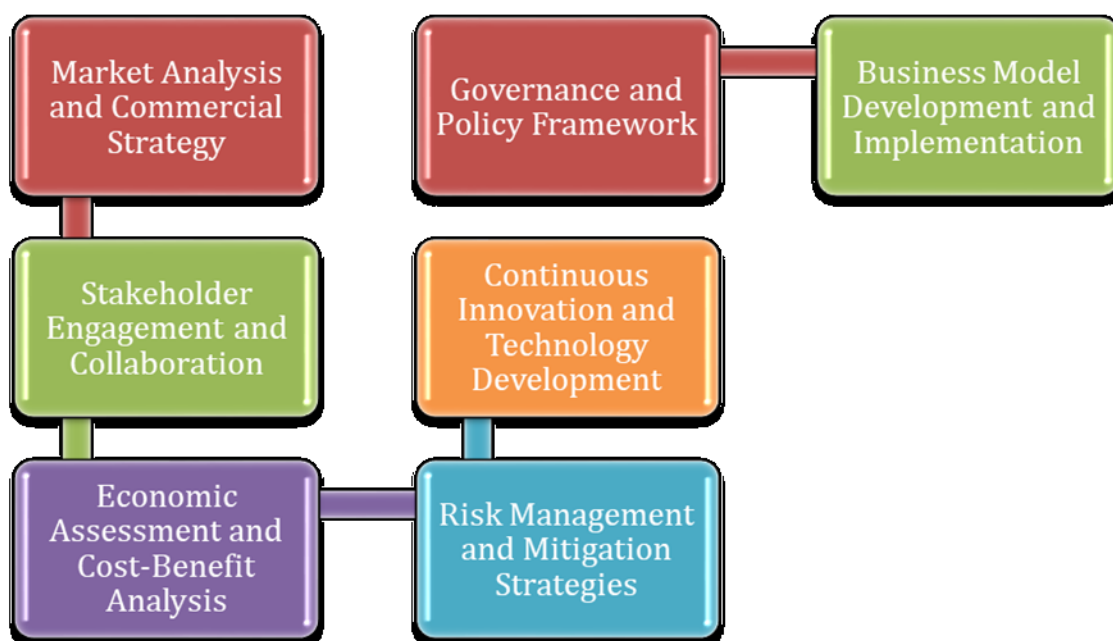 Market Analysis
and Commercial
Strategy
Stakeholder
Engagement and
Collaboration
Economic
Assessment and
Cost-Benefit
Analysis
Risk Management
and Mitigation
Strategies
Continuous
Innovation and
Technology
Development
Governance and
Policy Framework
Business Model
Development and
Implementation